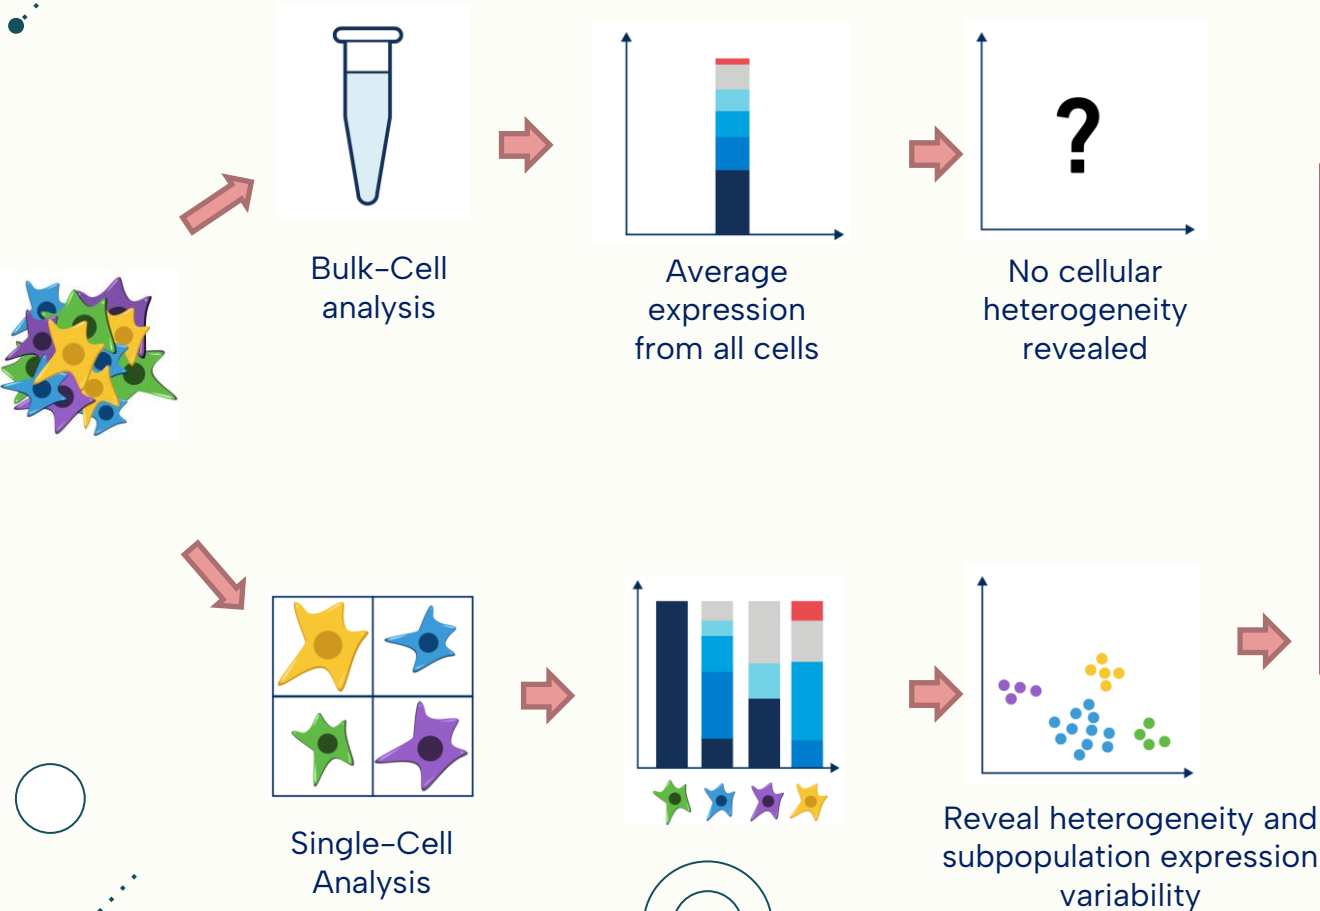 Bulk-Cell
analysis
Average
expression
from all cells
?
No cellular
heterogeneity
revealed
Single-Cell
Analysis
Reveal heterogeneity and
subpopulation expression
variability